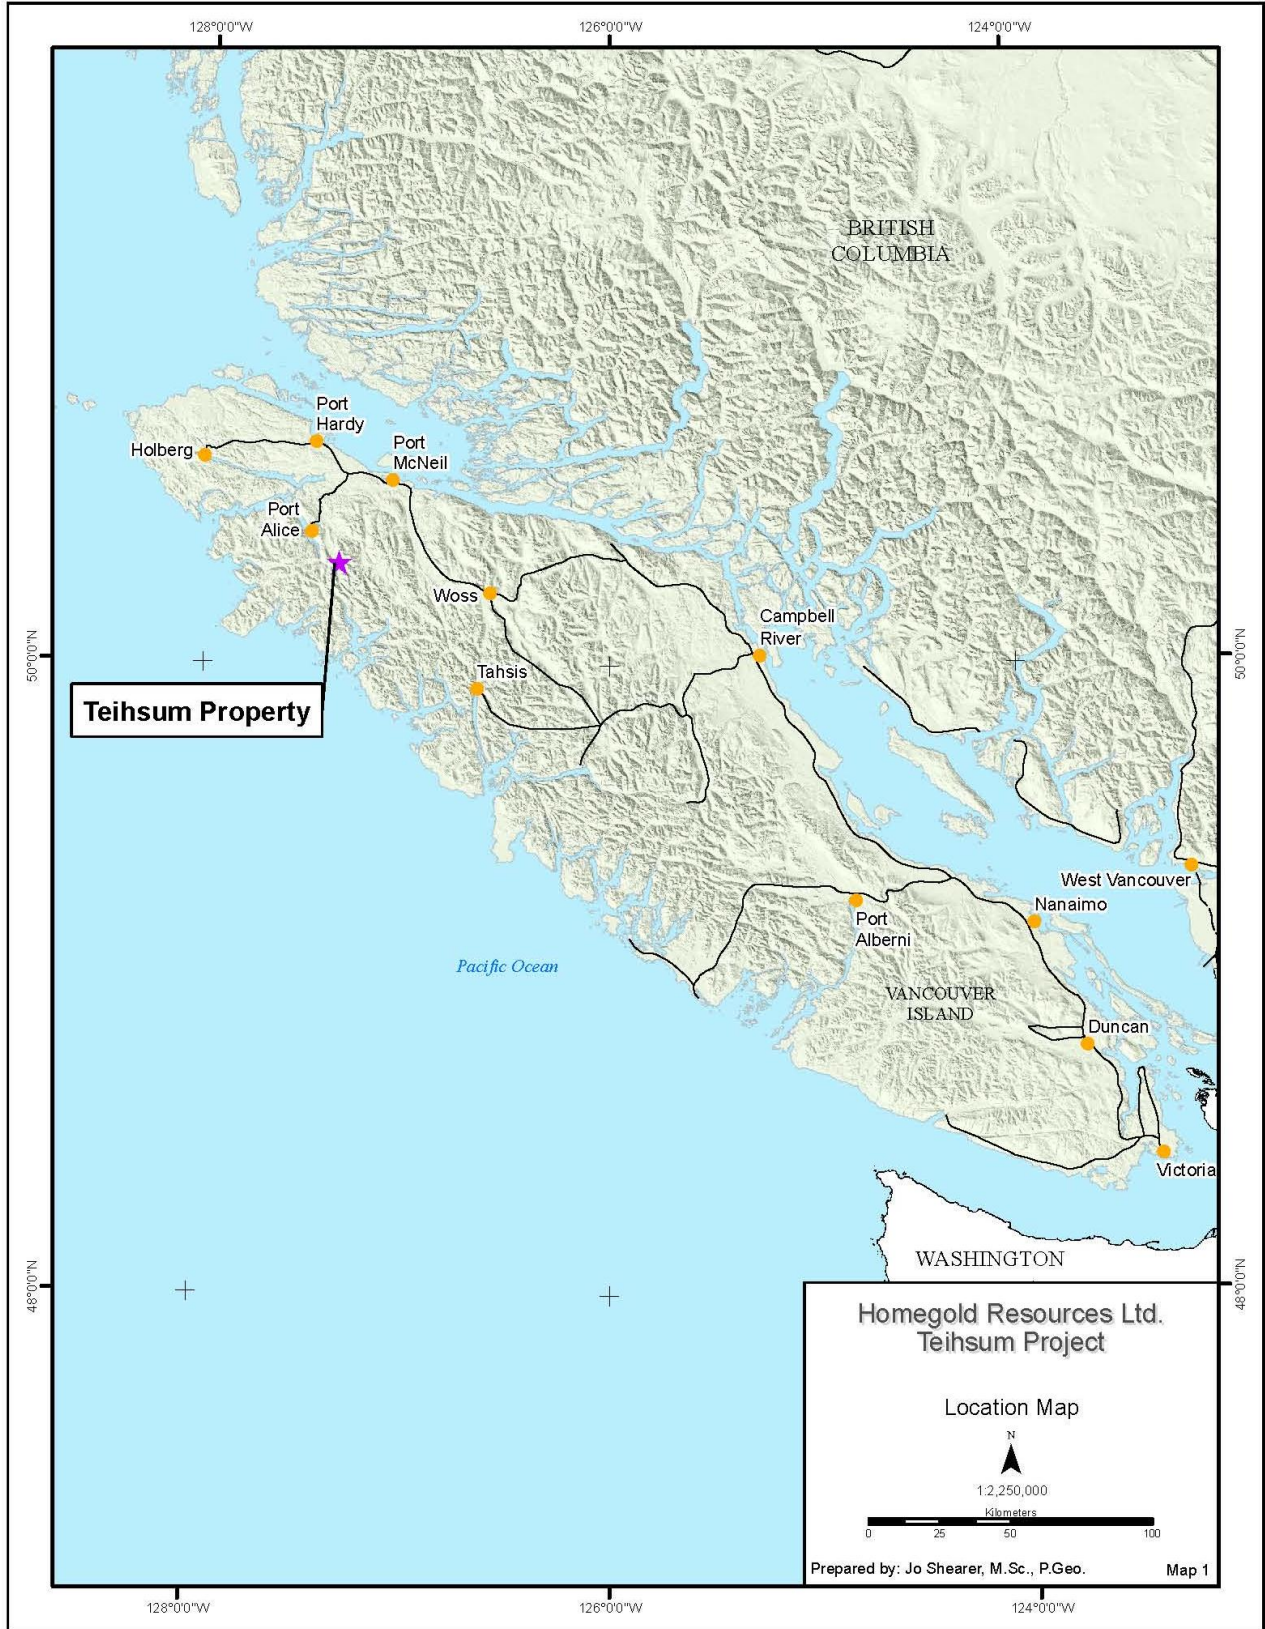 128°0'0"W
126°0'0"W
124°0'0"W
BRITISH
COLUMBIA
Port
Hardy
Holberg
Port
McNeil
Port
Alice
Woss
Campbell
River
50°0'0"N
50°0'0"N
Tahsis
Teihsum Property
West Vancouver
Nanaimo
Port
Alberni
Pacific Ocean
VANCOUVER
ISLAND
Duncan
Victoria
WASHINGTON
48°0'0"N
48°0'0"N
Homegold Resources Ltd.
Teihsum Project
Location Map
N
1:2,250,000
Kilometers
0 25 50 100
Prepared by: Jo Shearer, M.Sc., P.Geo. Map 1
128°0'0"W
126°0'0"W
124°0'0"W